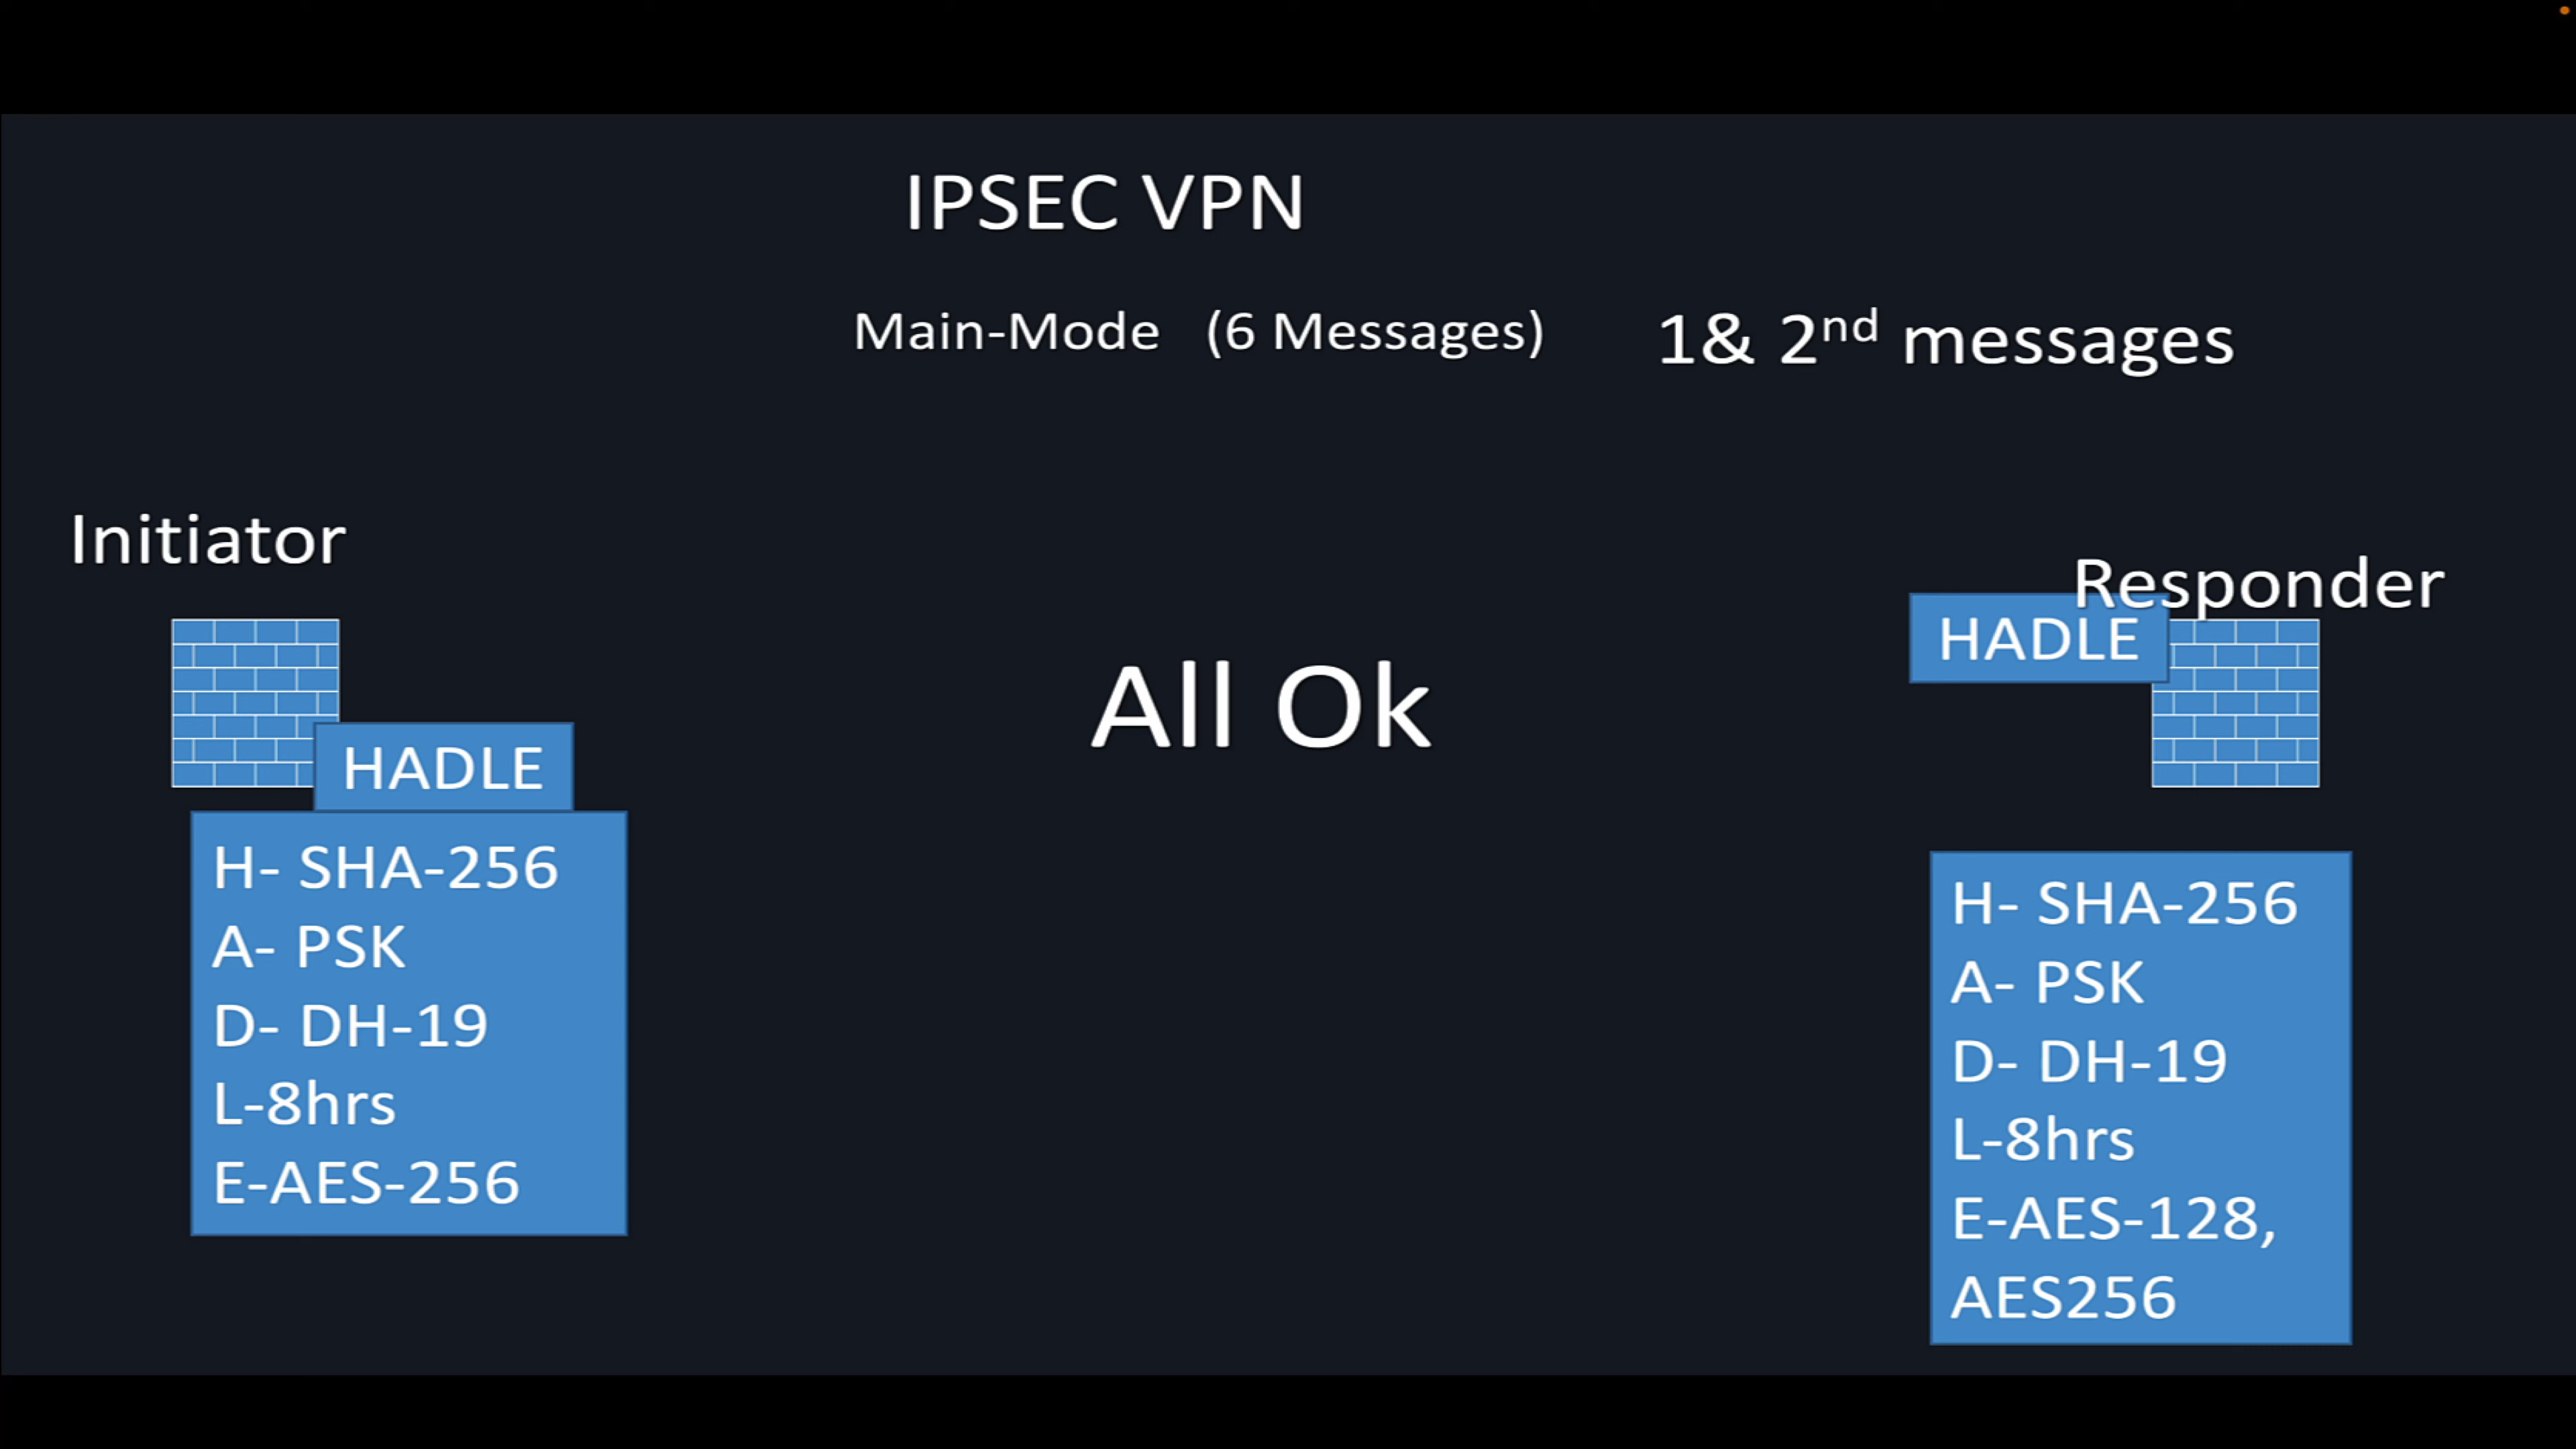 IPSEC VPN
Main-Mode (6 Messages)
1& 2nd messages
Initiator
Responder
HADLE
All Ok
HADLE
H- SHA-256
A- PSK
D- DH-19
L-8hrs
E-AES-256
H- SHA-256
A- PSK
D- DH-19
L-8hrs
E-AES-128,
AES256